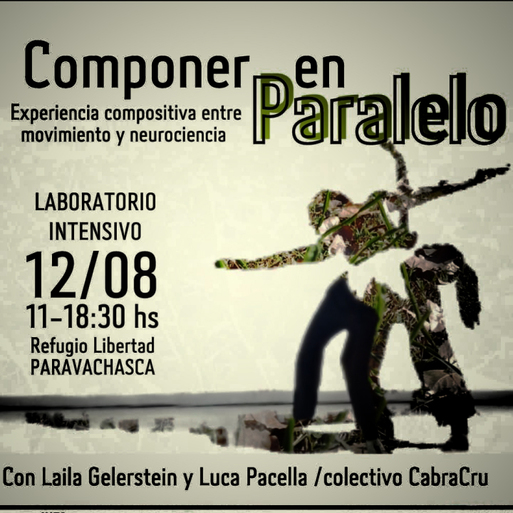 Componer en
Paralelo
Experiencia compositiva entre
movimiento y neurociencia
LABORATORIO
INTENSIVO
12/08
11-18:30 hs
Refugio Libertad
PARAVACHASCA
Con Laila Gelerstein y Luca Pacella /colectivo CabraCru